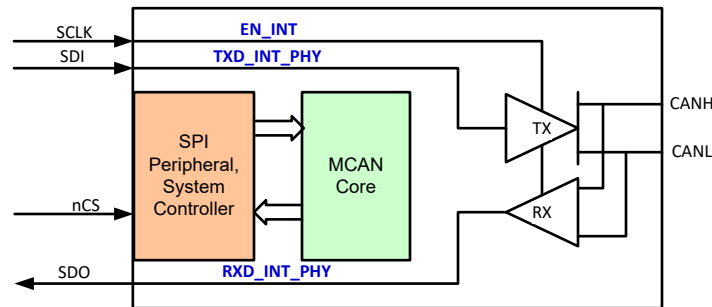 SCLK EN_INT
SDI TXD_INT_PHY
SPI
Peripheral,
System
Controller
MCAN
Core
TX
RX
CANH
CANL
nCS
SDO RXD_INT_PHY